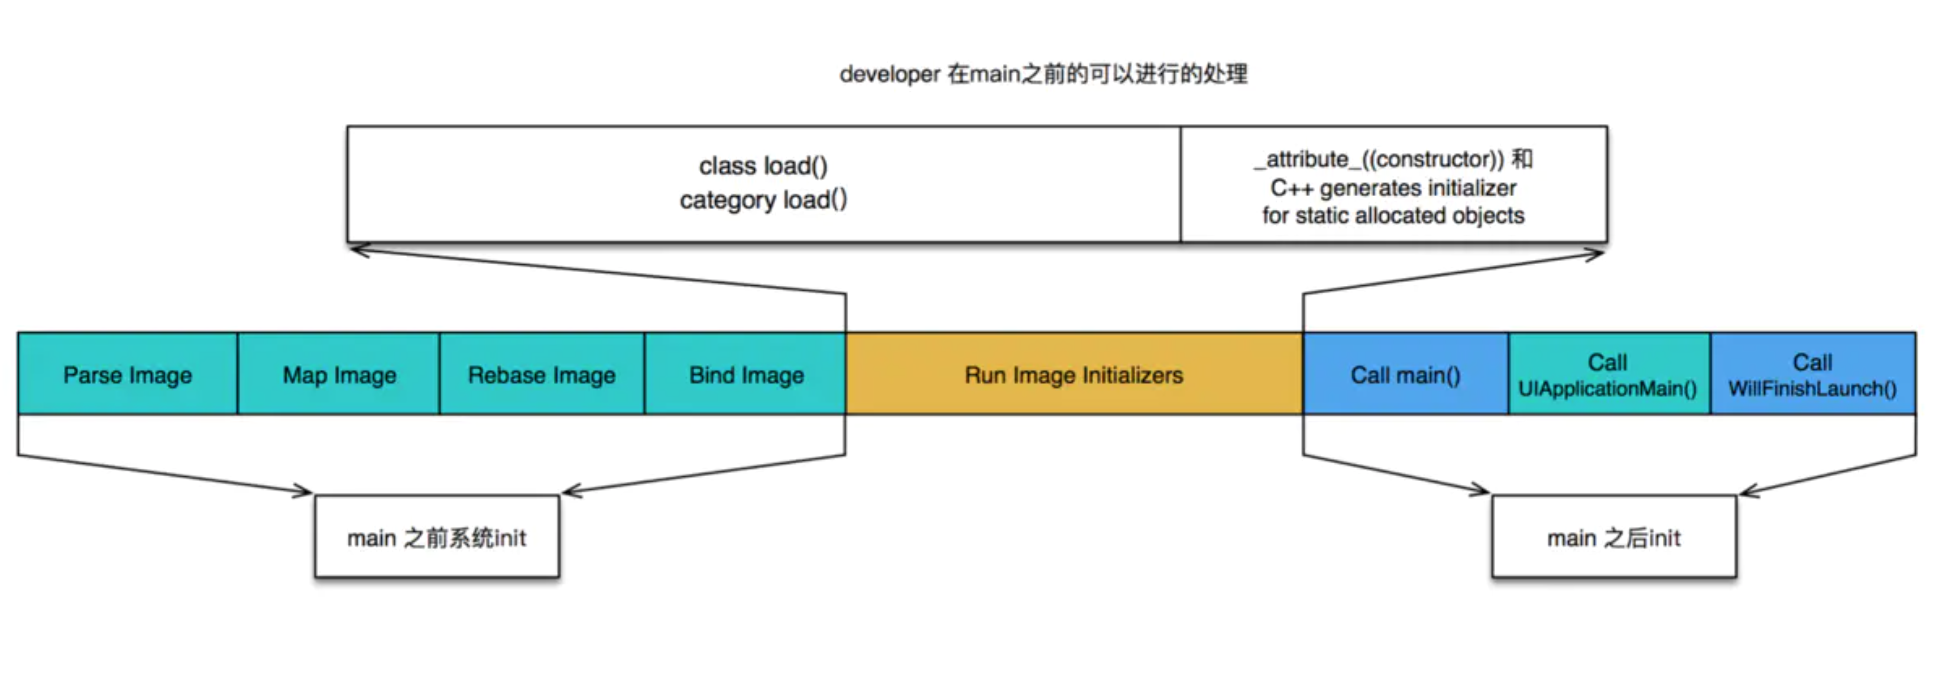 developer 在main之前的可以进行的处理
class load()
category load()
_attribute_((constructor)) 和
C++ generates initializer
for static allocated objects
Parse Image
Map Image
Rebase Image
Bind Image
Run Image Initializers
Call main()
Call
UIApplicationMain()
Call
WillFinishLaunch()
main 之前系统init
main 之后init